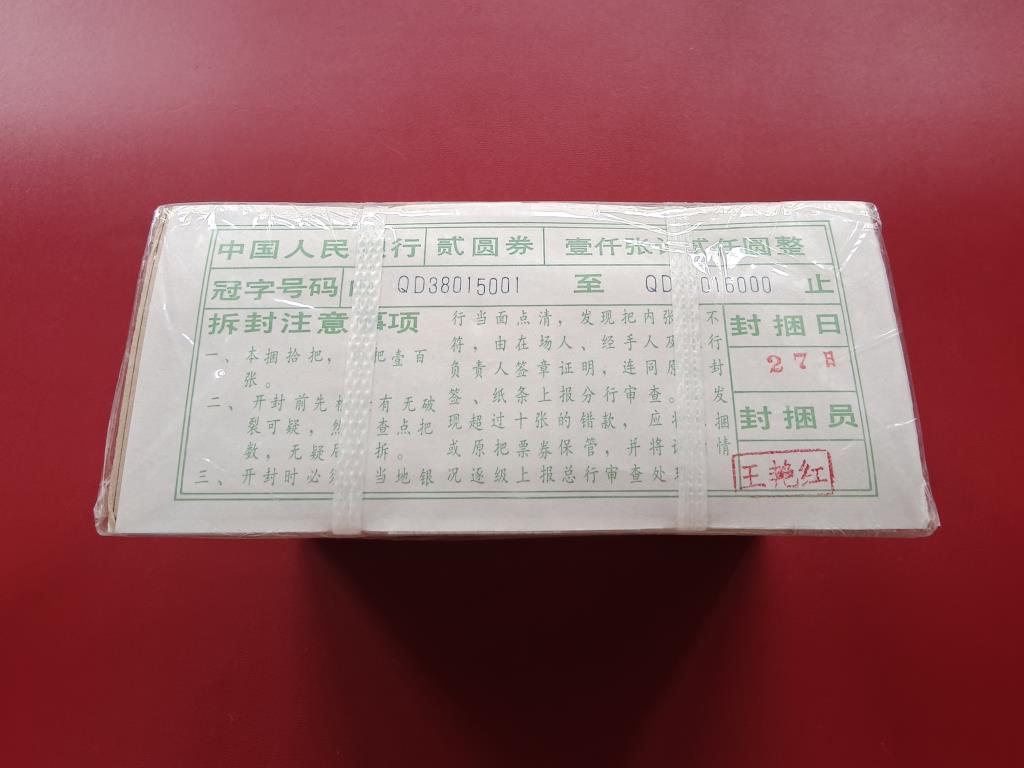 中国人民 行 贰圆券 壹仟张 贰仟圆整
冠字号码 QD38015001 至 QD 016000 止
拆封注意事项
一、本捆拾把, 把壹百
张。
二、开封前先 有无破
裂可疑, 查点把
数,无疑 拆。
三、开封时必须 当地银
行当面点清,发现把内张 不
符,由在场人、经手人及 行
负责人签章证明,连同原 封
签、纸条上报分行审查。 发
现超过十张的错款,应将 捆
或原把票券保管,并将 情
况逐级上报总行审查处理
封捆日
27日
封捆员
王艳红